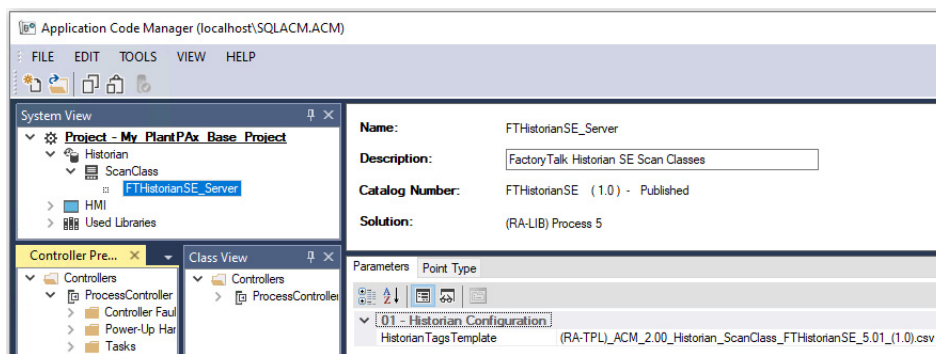 Application Code Manager (localhost\SQLACM.ACM)
FILE EDIT TOOLS VIEW HELP
System View
Project - My_PlantPAx_Base_Project
Historian
ScanClass
FTHistorianSE_Server
HMI
Used Libraries
Name: FTHistorianSE_Server
Description: FactoryTalk Historian SE Scan Classes
Catalog Number: FTHistorianSE (1.0) - Published
Solution: (RA-LIB) Process 5
Controller Pre...
Controllers
ProcessController
Controller Faul
Power-Up Har
Tasks
Class View
Controllers
ProcessController
Parameters Point Type
01 - Historian Configuration
HistorianTagsTemplate (RA-TPL)_ACM_2.00_Historian_ScanClass_FTHistorianSE_5.01_(1.0).csv